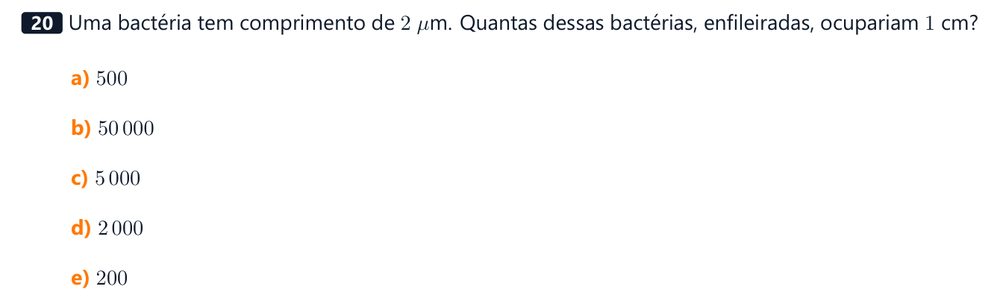 20 Uma bactéria tem comprimento de 2 μm. Quantas dessas bactérias, enfileiradas, ocupariam 1 cm?
a) 500
b) 50 000
c) 5 000
d) 2 000
e) 200